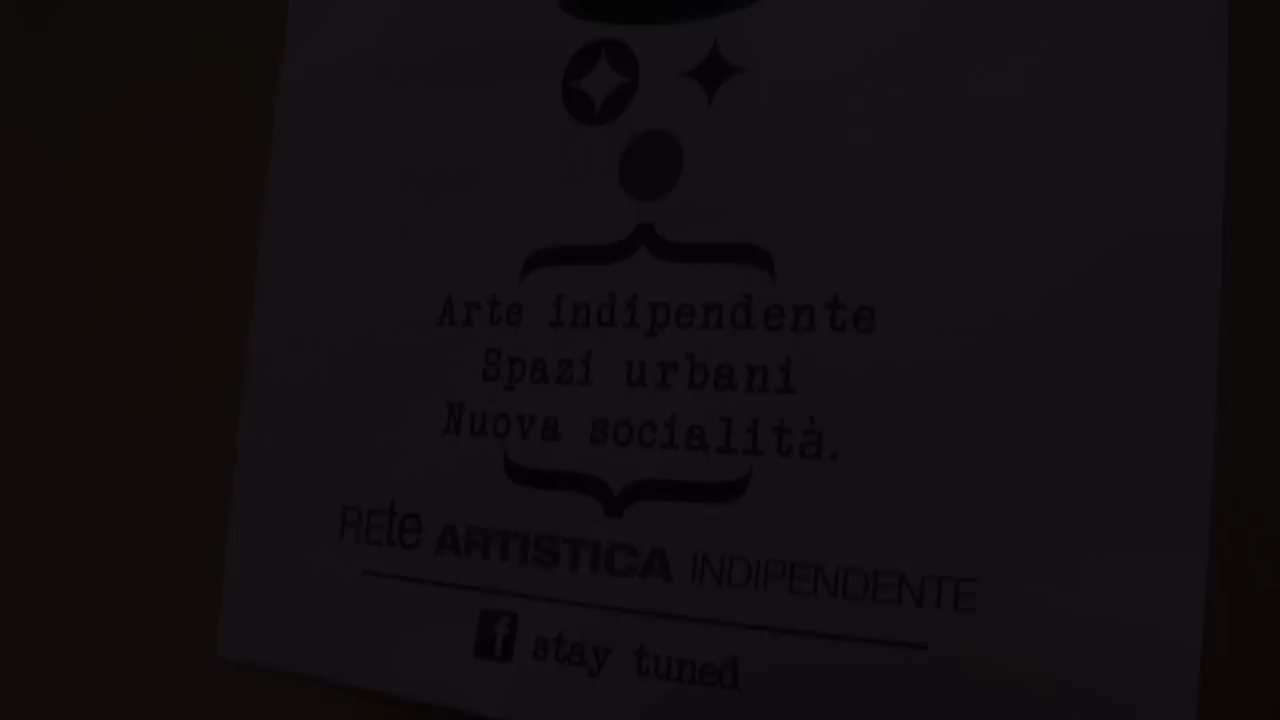 Arte indipendente
Spazi urbani
Nuova socialità.
REte ARTISTICA INDIPENDENTE
f stay tuned